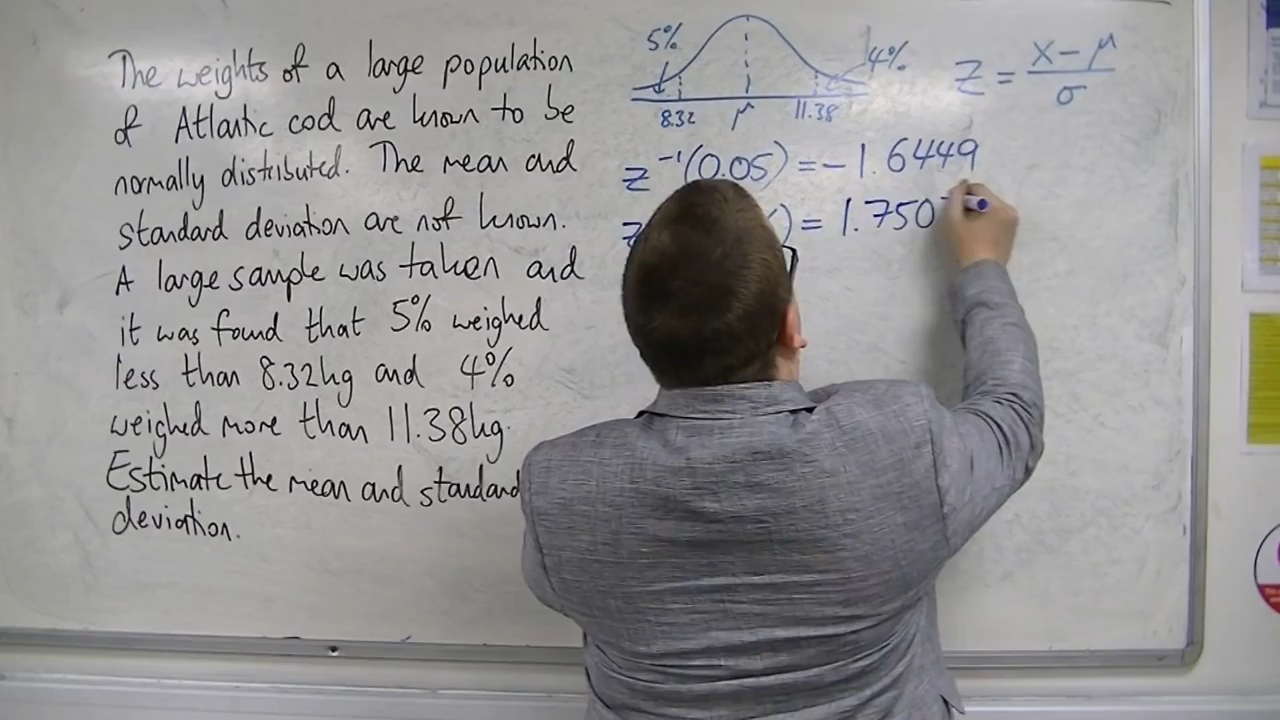 The weights of a large population
of Atlantic cod are known to be
normally distributed. The mean and
standard deviation are not known.
A large sample was taken and
it was found that 5% weighed
less than 8.32kg and 4%
weighed more than 11.38kg.
Estimate the mean and standard
deviation.
5%
4%
8.32 μ 11.38
z = x - μ / σ
z⁻¹(0.05) = -1.6449
z ) = 1.750